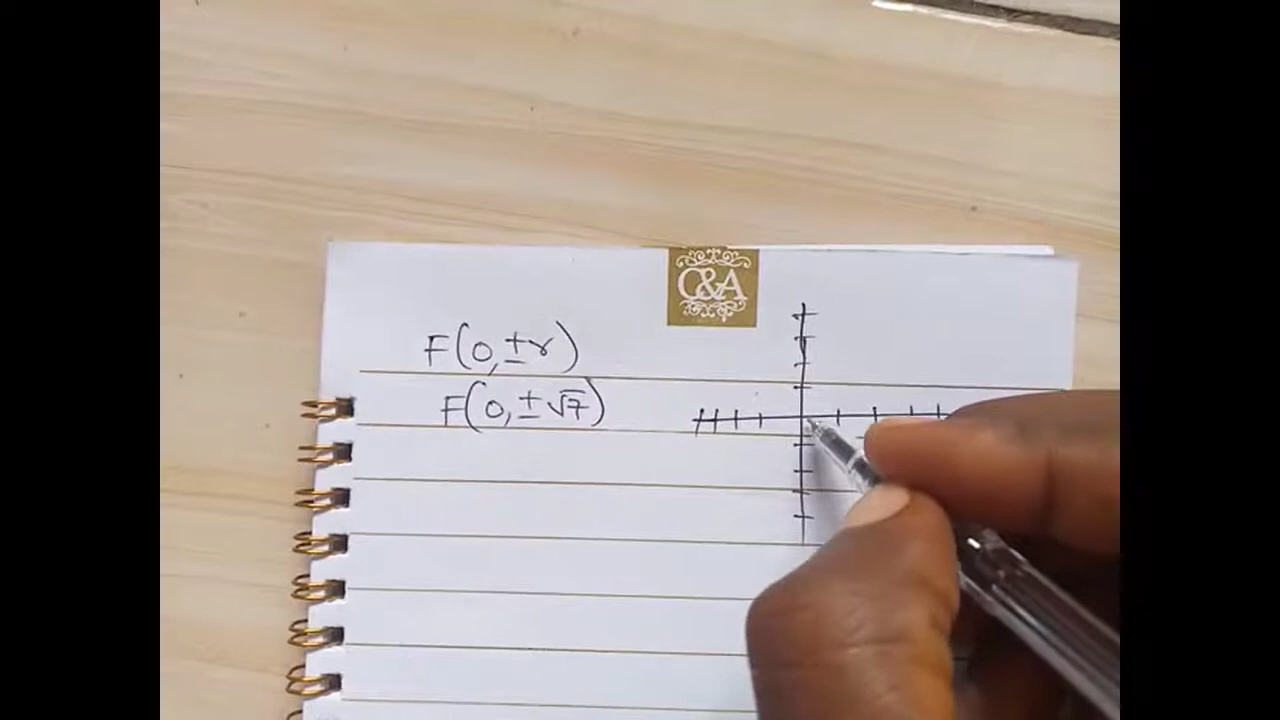 C&A
F(0, ±r)
F(0, ±√7)